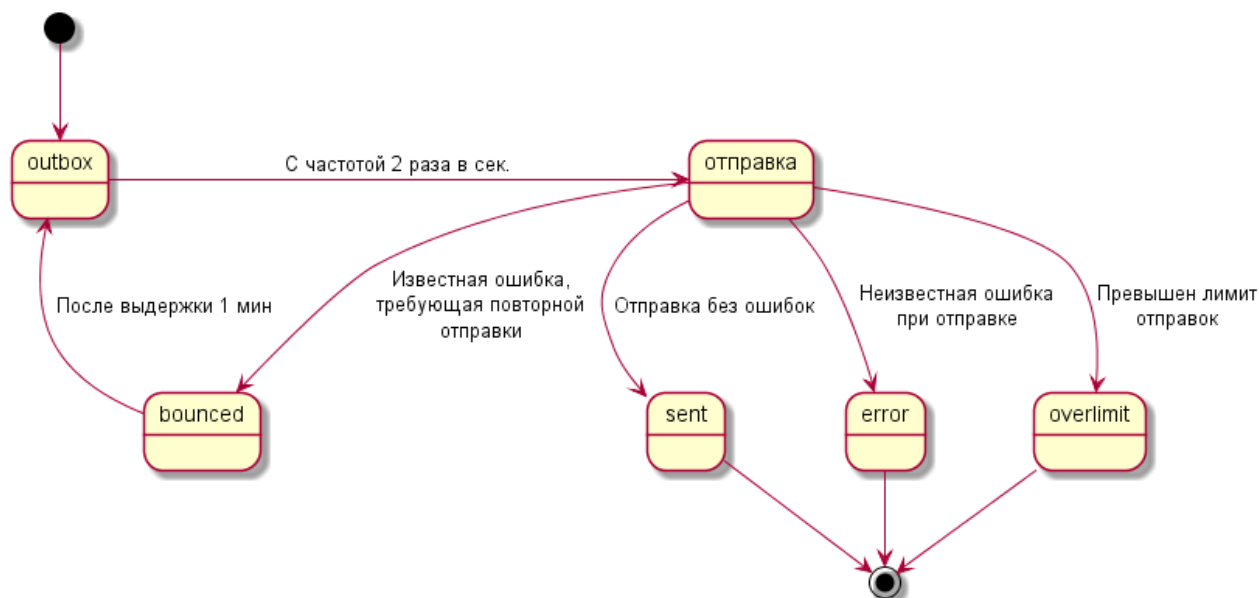 outbox
С частотой 2 раза в сек.
отправка
После выдержки 1 мин
Известная ошибка,
требующая повторной
отправки
Отправка без ошибок
Неизвестная ошибка
при отправке
Превышен лимит
отправок
bounced
sent
error
overlimit